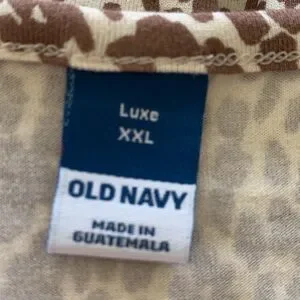 Luxe
XXL
OLD NAVY
MADE IN
GUATEMALA